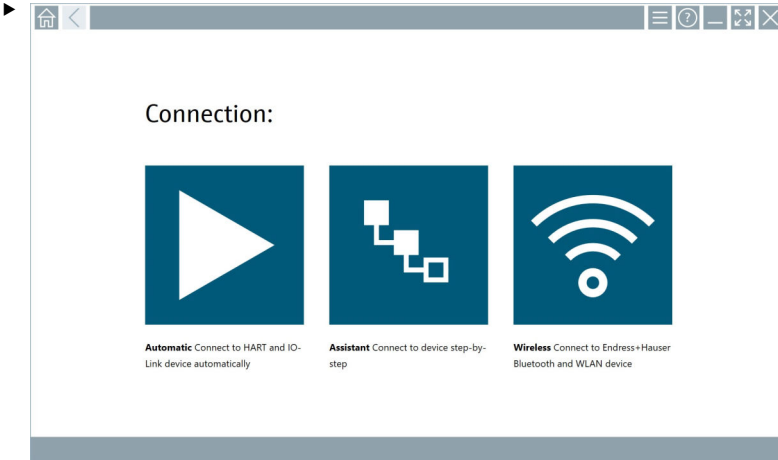 Connection:
Automatic Connect to HART and IO-
Link device automatically
Assistant Connect to device step-by-
step
Wireless Connect to Endress+Hauser
Bluetooth and WLAN device